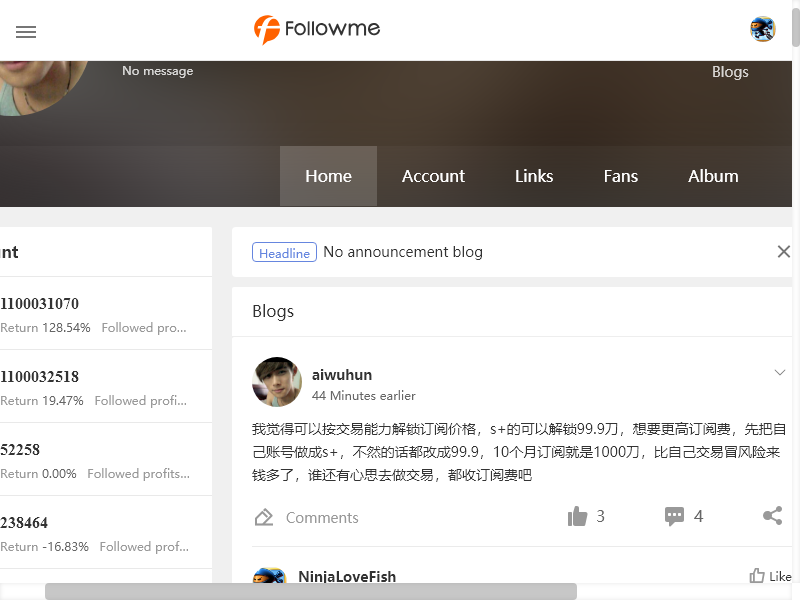 Followme
No message
Blogs
Home Account Links Fans Album
nt
1100031070
Return 128.54% Followed pro...
1100032518
Return 19.47% Followed profi...
52258
Return 0.00% Followed profits...
238464
Return -16.83% Followed prof...
Headline No announcement blog
Blogs
aiwuhun
44 Minutes earlier
我觉得可以按交易能力解锁订阅价格，s+的可以解锁99.9刀，想要更高订阅费，先把自
己账号做成s+，不然的话都改成99.9，10个月订阅就是1000刀，比自己交易冒风险来
钱多了，谁还有心思去做交易，都收订阅费吧
Comments 3 4
NinjaLoveFish Like